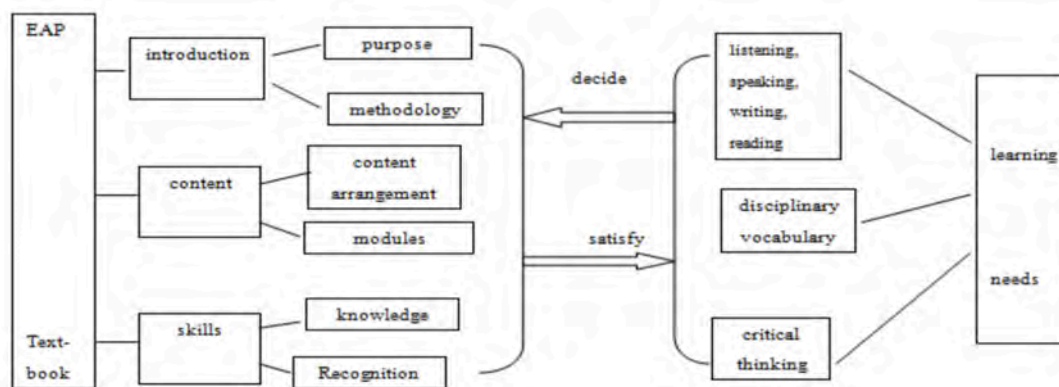 EAP
Text-
book
introduction
purpose
methodology
content
content
arrangement
modules
skills
knowledge
Recognition
decide
satisfy
listening,
speaking,
writing,
reading
disciplinary
vocabulary
critical
thinking
learning
needs